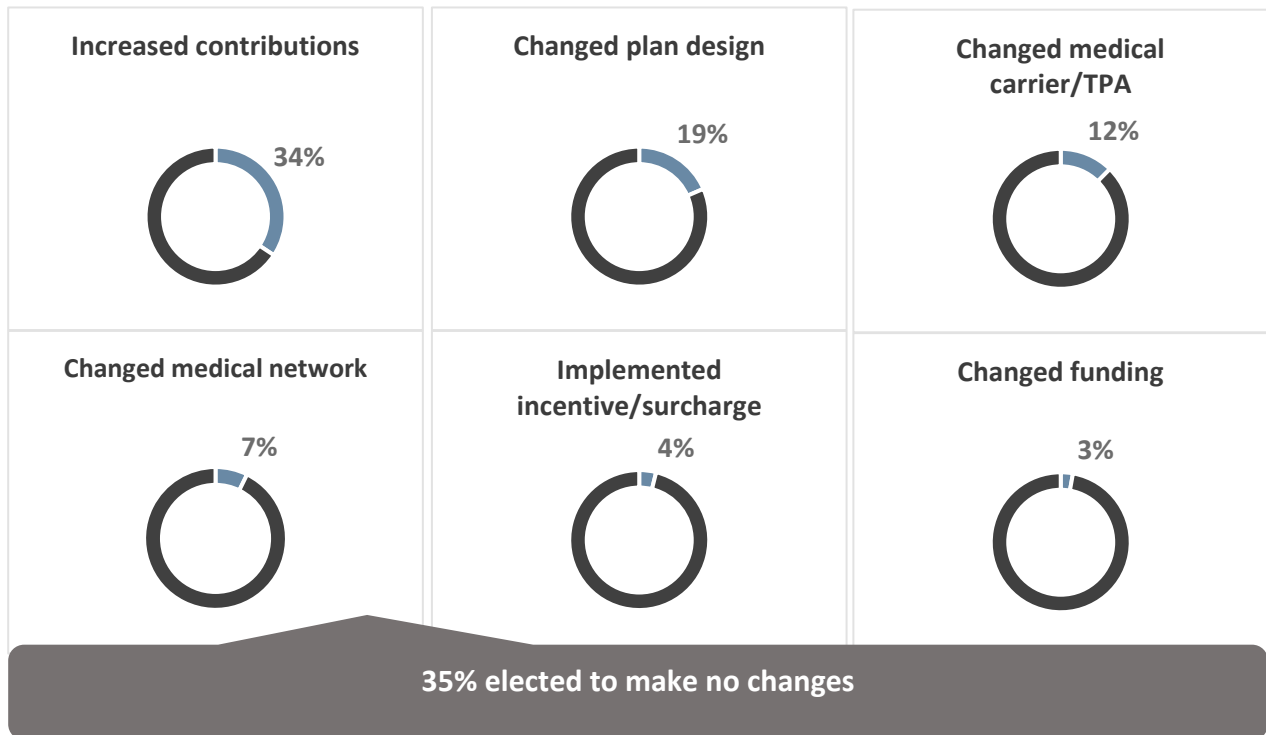 Increased contributions
34%
Changed plan design
19%
Changed medical
carrier/TPA
12%
Changed medical network
7%
Implemented
incentive/surcharge
4%
Changed funding
3%
35% elected to make no changes